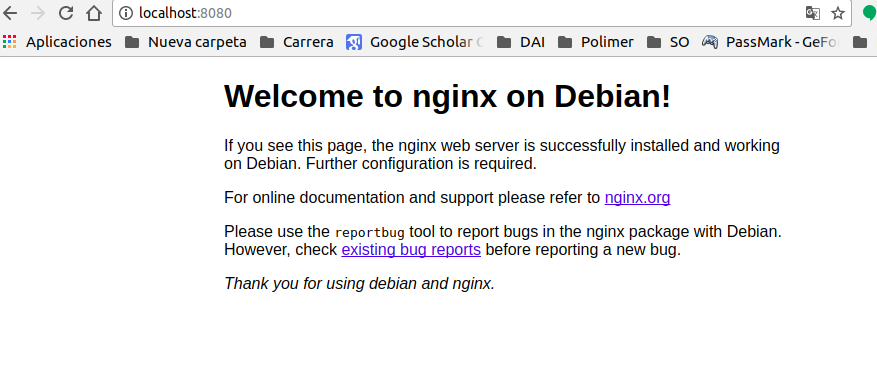 localhost:8080
Aplicaciones Nueva carpeta Carrera Google Scholar DAI Polimer SO PassMark - GeFo
Welcome to nginx on Debian!
If you see this page, the nginx web server is successfully installed and working
on Debian. Further configuration is required.
For online documentation and support please refer to nginx.org
Please use the reportbug tool to report bugs in the nginx package with Debian.
However, check existing bug reports before reporting a new bug.
Thank you for using debian and nginx.